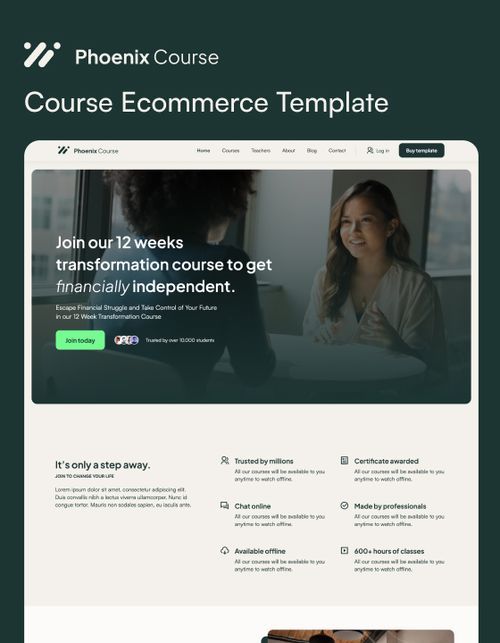 Phoenix Course
Course Ecommerce Template
Phoenix Course
Home Courses Teachers About Blog Contact Log in Buy template
Join our 12 weeks
transformation course to get
financially independent.
Escape Financial Struggle and Take Control of Your Future
in our 12 Week Transformation Course
Join today Trusted by over 10,000 students
It's only a step away.
JOIN TO CHANGE YOUR LIFE
Lorem ipsum dolor sit amet, consectetur adipiscing elit.
Duis convallis nibh a lectus viverra ullamcorper. Nunc id
congue tortor. Mauris non sodales sapien, eu iaculis ante.
Trusted by millions
All our courses will be available to you
anytime to watch offline.
Certificate awarded
All our courses will be available to you
anytime to watch offline.
Chat online
All our courses will be available to you
anytime to watch offline.
Made by professionals
All our courses will be available to you
anytime to watch offline.
Available offline
All our courses will be available to you
anytime to watch offline.
600+ hours of classes
All our courses will be available to you
anytime to watch offline.